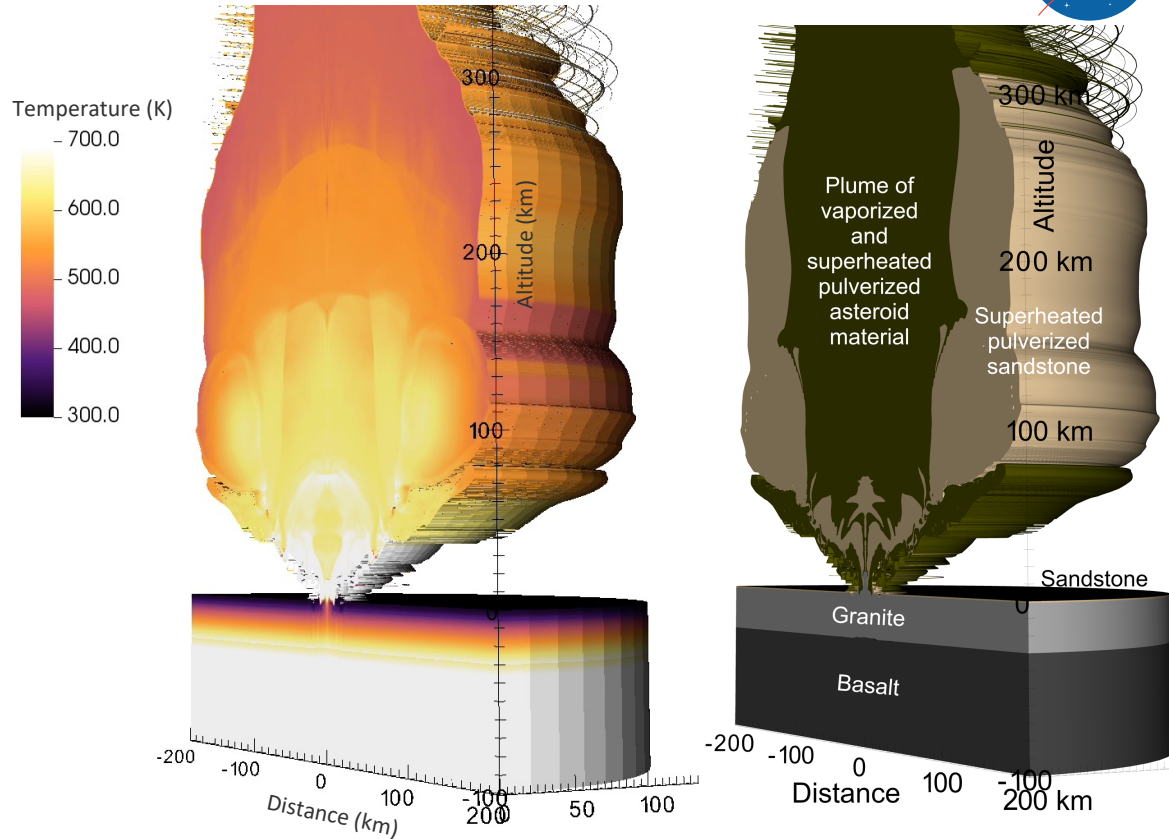 Temperature (K)
700.0
600.0
500.0
400.0
300.0
300
200
100
0
Altitude (km)
-200
-100
0
100
200
Distance (km)
-100
0
50
100
Plume of
vaporized
and
superheated
pulverized
asteroid
material
Superheated
pulverized
sandstone
300 km
200 km
100 km
0
Altitude
Sandstone
Granite
Basalt
-200
-100
0
100
200 km
-100
Distance